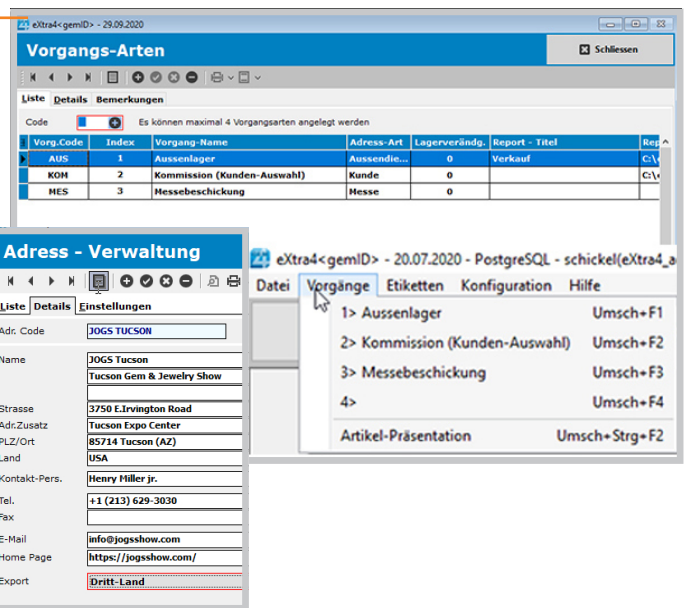 eXtra4<gemID> - 29.09.2020
Vorgangs-Arten
Schliessen
Liste Details Bemerkungen
Code Es können maximal 4 Vorgangsarten angelegt werden
Vorg.Code Index Vorgang-Name Adress-Art Lagerverändg. Report - Titel
AUS 1 Aussenlager Aussendie... 0 Verkauf
KOM 2 Kommission (Kunden-Auswahl) Kunde 0
MES 3 Messebeschickung Messe 0
Adress - Verwaltung
Liste Details Einstellungen
Adr. Code JOGS TUCSON
Name JOGS Tucson
Tucson Gem & Jewelry Show
Strasse 3750 E.Irvington Road
Adr.Zusatz Tucson Expo Center
PLZ/Ort 85714 Tucson (AZ)
Land USA
Kontakt-Pers. Henry Miller jr.
Tel. +1 (213) 629-3030
Fax
E-Mail info@jogsshow.com/
Home Page https://jogsshow.com/
Export Dritt-Land
eXtra4<gemID> - 20.07.2020 - PostgreSQL - schickel(eXtra4_a
Datei Vorgänge Etiketten Konfiguration Hilfe
1> Aussenlager Umsch+F1
2> Kommission (Kunden-Auswahl) Umsch+F2
3> Messebeschickung Umsch+F3
4> Umsch+F4
Artikel-Präsentation Umsch+Strg+F2